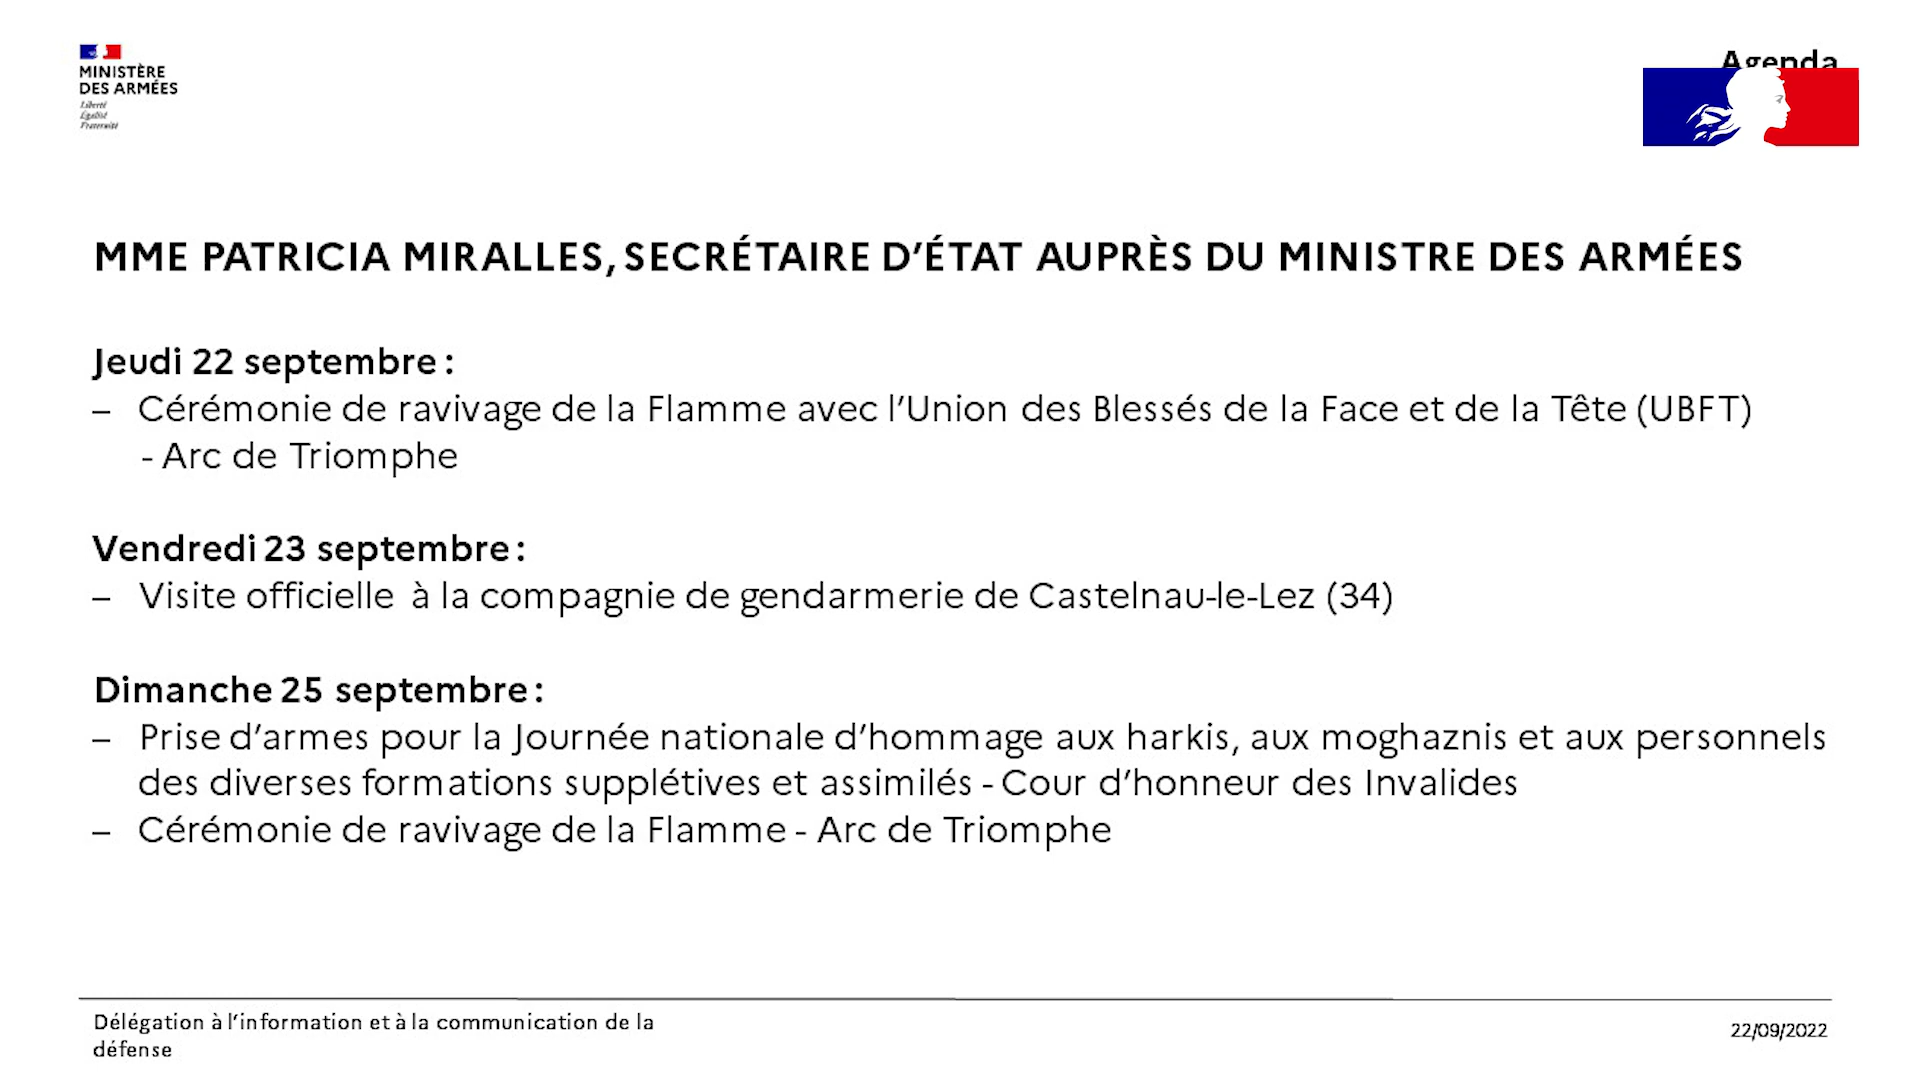 MINISTÈRE
DES ARMÉES
Liberté
Égalité
Fraternité
Agenda
MME PATRICIA MIRALLES, SECRÉTAIRE D’ÉTAT AUPRÈS DU MINISTRE DES ARMÉES
Jeudi 22 septembre :
– Cérémonie de ravivage de la Flamme avec l’Union des Blessés de la Face et de la Tête (UBFT)
- Arc de Triomphe
Vendredi 23 septembre :
– Visite officielle à la compagnie de gendarmerie de Castelnau-le-Lez (34)
Dimanche 25 septembre :
– Prise d’armes pour la Journée nationale d’hommage aux harkis, aux moghaznis et aux personnels
des diverses formations supplétives et assimilés - Cour d’honneur des Invalides
– Cérémonie de ravivage de la Flamme - Arc de Triomphe
Délégation à l’information et à la communication de la
défense
22/09/2022